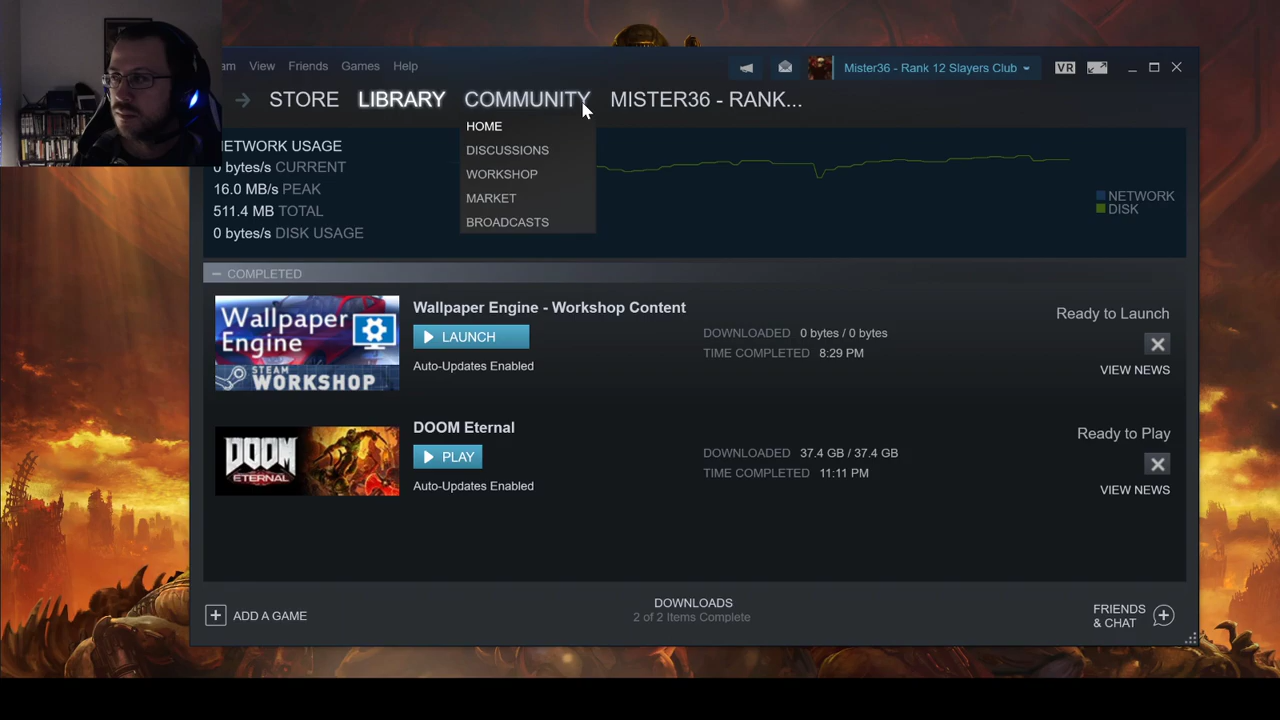 am View Friends Games Help
Mister36 - Rank 12 Slayers Club
VR
STORE LIBRARY COMMUNITY MISTER36 - RANK...
HOME
DISCUSSIONS
WORKSHOP
MARKET
BROADCASTS
NETWORK USAGE
0 bytes/s CURRENT
16.0 MB/s PEAK
511.4 MB TOTAL
0 bytes/s DISK USAGE
NETWORK
DISK
COMPLETED
Wallpaper
Engine
STEAM
WORKSHOP
Wallpaper Engine - Workshop Content
LAUNCH
Auto-Updates Enabled
DOWNLOADED 0 bytes / 0 bytes
TIME COMPLETED 8:29 PM
Ready to Launch
VIEW NEWS
DOOM
ETERNAL
DOOM Eternal
PLAY
Auto-Updates Enabled
DOWNLOADED 37.4 GB / 37.4 GB
TIME COMPLETED 11:11 PM
Ready to Play
VIEW NEWS
ADD A GAME
DOWNLOADS
2 of 2 Items Complete
FRIENDS
& CHAT